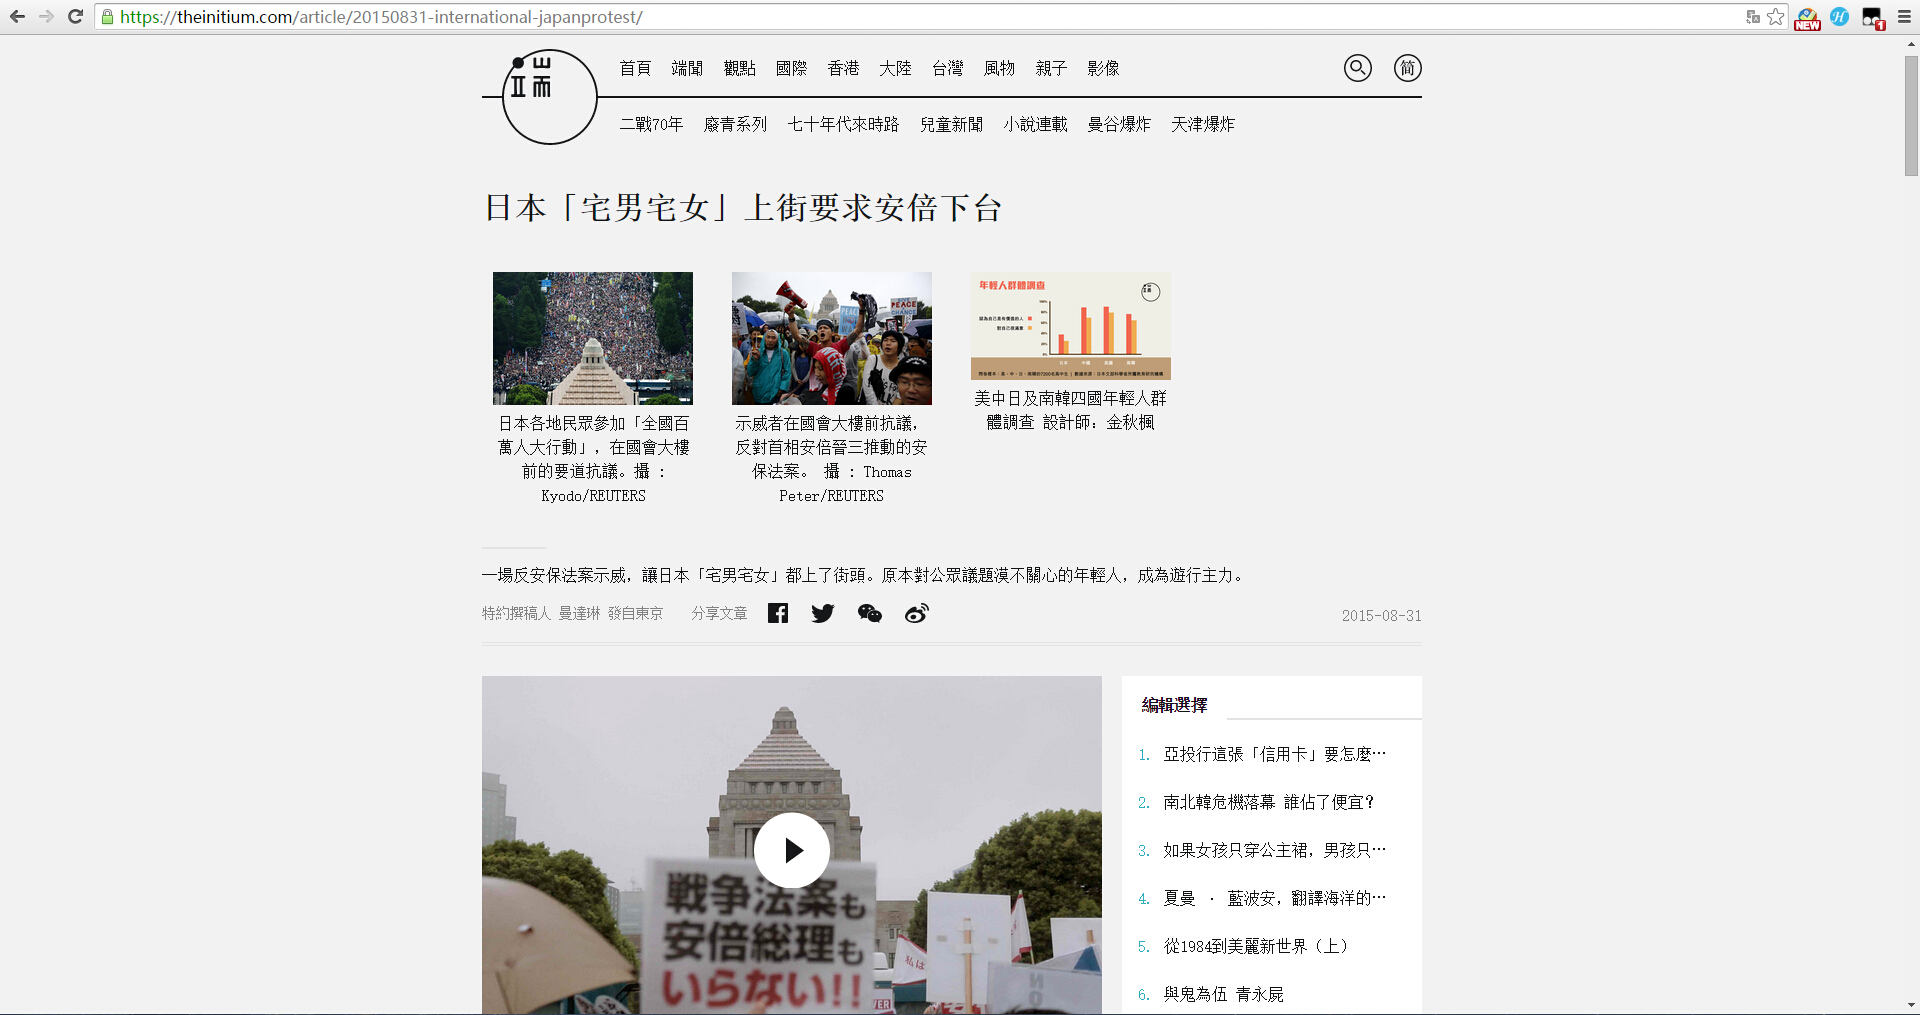 https://theinitium.com/article/20150831-international-japanprotest/
NEW
H
1
端
首頁 端聞 觀點 國際 香港 大陸 台灣 風物 親子 影像
简
二戰70年 廢青系列 七十年代來時路 兒童新聞 小說連載 曼谷爆炸 天津爆炸
日本「宅男宅女」上街要求安倍下台
PEACE
日本各地民眾參加「全國百
萬人大行動」，在國會大樓
前的要道抗議。攝 :
Kyodo/REUTERS
示威者在國會大樓前抗議，
反對首相安倍晉三推動的安
保法案。 攝 : Thomas
Peter/REUTERS
年輕人群體調查
美中日及南韓四國年輕人群
體調查 設計師：金秋楓
一場反安保法案示威，讓日本「宅男宅女」都上了街頭。原本對公眾議題漠不關心的年輕人，成為遊行主力。
特約撰稿人 曼達琳 發自東京 分享文章
2015-08-31
戦争法案も
安倍総理も
いらない!!
私は
編輯選擇
1. 亞投行這張「信用卡」要怎麼…
2. 南北韓危機落幕 誰佔了便宜？
3. 如果女孩只穿公主裙，男孩只…
4. 夏曼 · 藍波安，翻譯海洋的…
5. 從1984到美麗新世界（上）
6. 與鬼為伍 青永屍